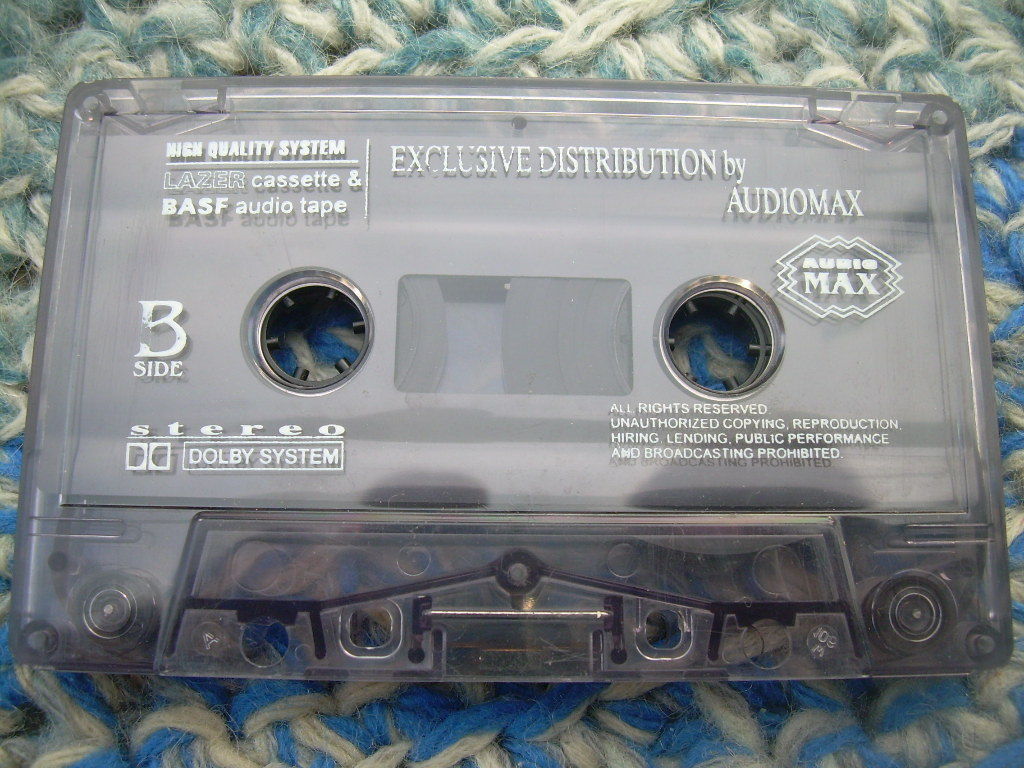 HIGH QUALITY SYSTEM
LAZER cassette &
BASF audio tape
EXCLUSIVE DISTRIBUTION by
AUDIOMAX
AUDIO
MAX
B
SIDE
stereo
DOLBY SYSTEM
ALL RIGHTS RESERVED.
UNAUTHORIZED COPYING, REPRODUCTION,
HIRING, LENDING, PUBLIC PERFORMANCE
AND BROADCASTING PROHIBITED.